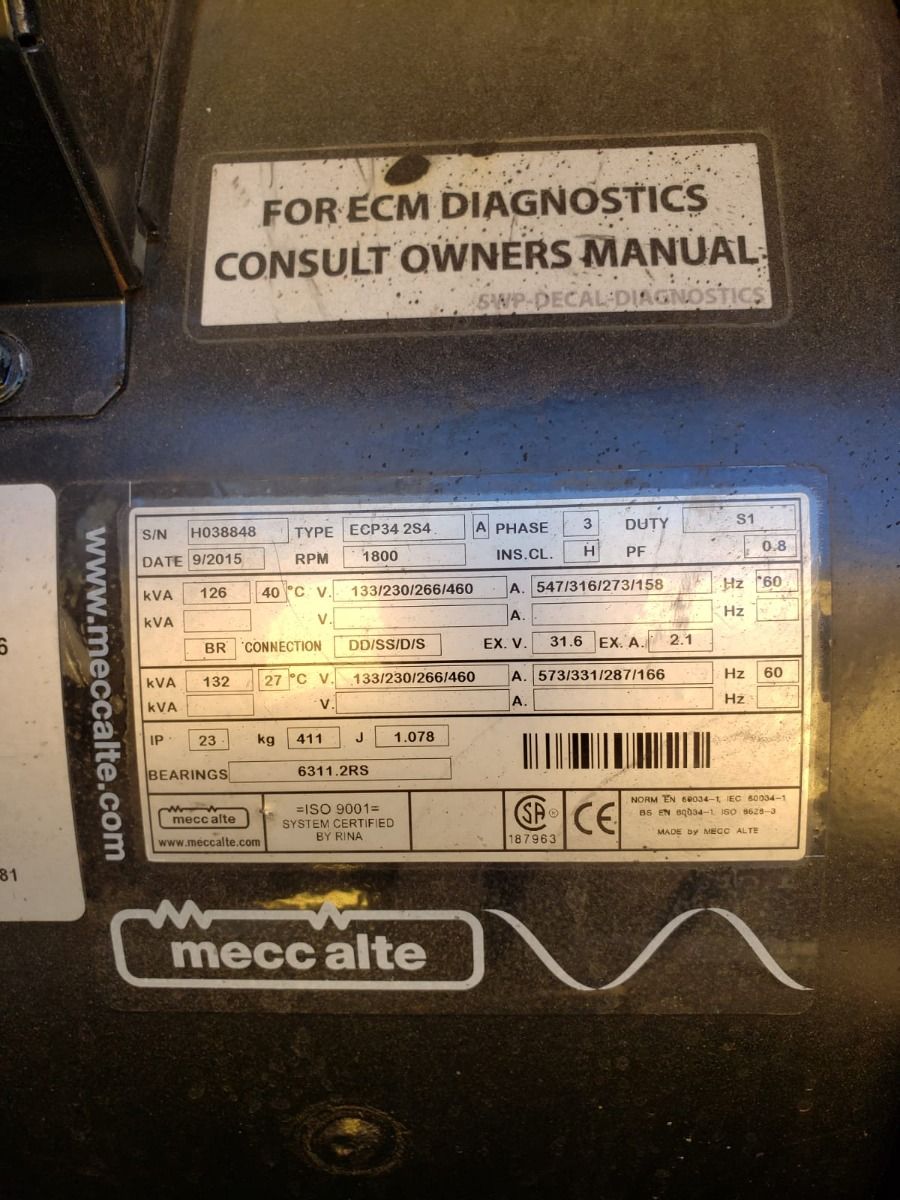 FOR ECM DIAGNOSTICS
CONSULT OWNERS MANUAL
SWP-DECAL-DIAGNOSTICS
S/N H038848 TYPE ECP34 2S4 A PHASE 3 DUTY S1
DATE 9/2015 RPM 1800 INS.CL. H PF 0.8
kVA 126 40 °C V. 133/230/266/460 A. 547/316/273/158 Hz 60
kVA V. A. Hz
BR CONNECTION DD/SS/D/S EX. V. 31.6 EX. A. 2.1
kVA 132 27 °C V. 133/230/266/460 A. 573/331/287/166 Hz 60
kVA V. A. Hz
IP 23 kg 411 J 1.078
BEARINGS 6311.2RS
mecc alte
www.meccalte.com
=ISO 9001=
SYSTEM CERTIFIED
BY RINA
SA ®
187963
CE
NORM EN 60034-1, IEC 60034-1
BS EN 60034-1, ISO 8528-3
MADE by MECC ALTE
www.meccalte.com
mecc alte
6
81